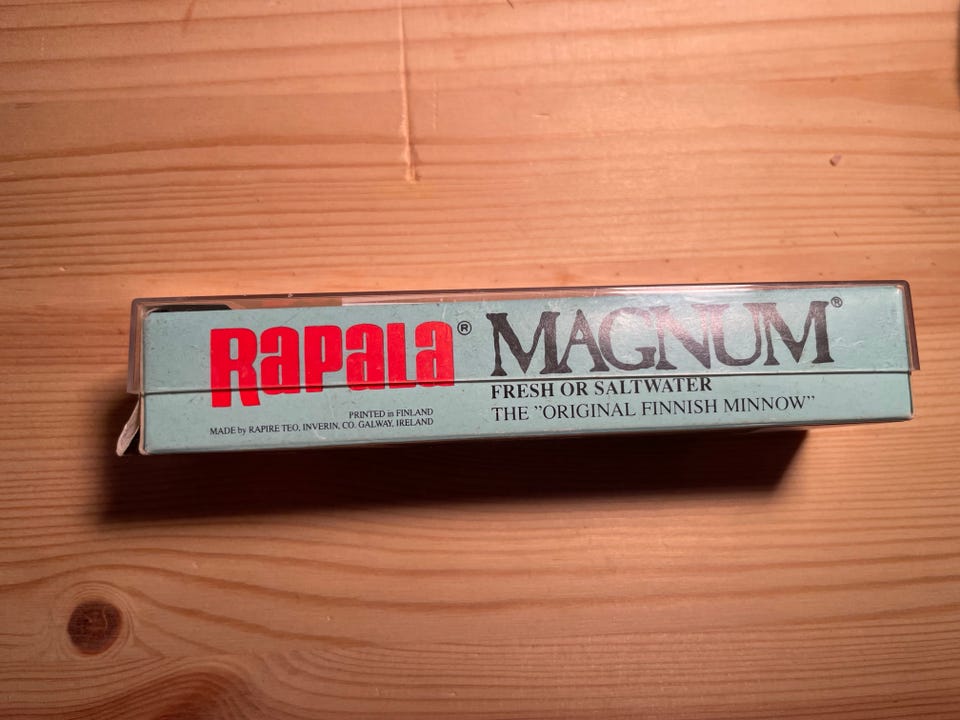 RAPALA® MAGNUM®
FRESH OR SALTWATER
THE "ORIGINAL FINNISH MINNOW"
PRINTED in FINLAND
MADE by RAPIRE TEO, INVERIN, CO. GALWAY, IRELAND